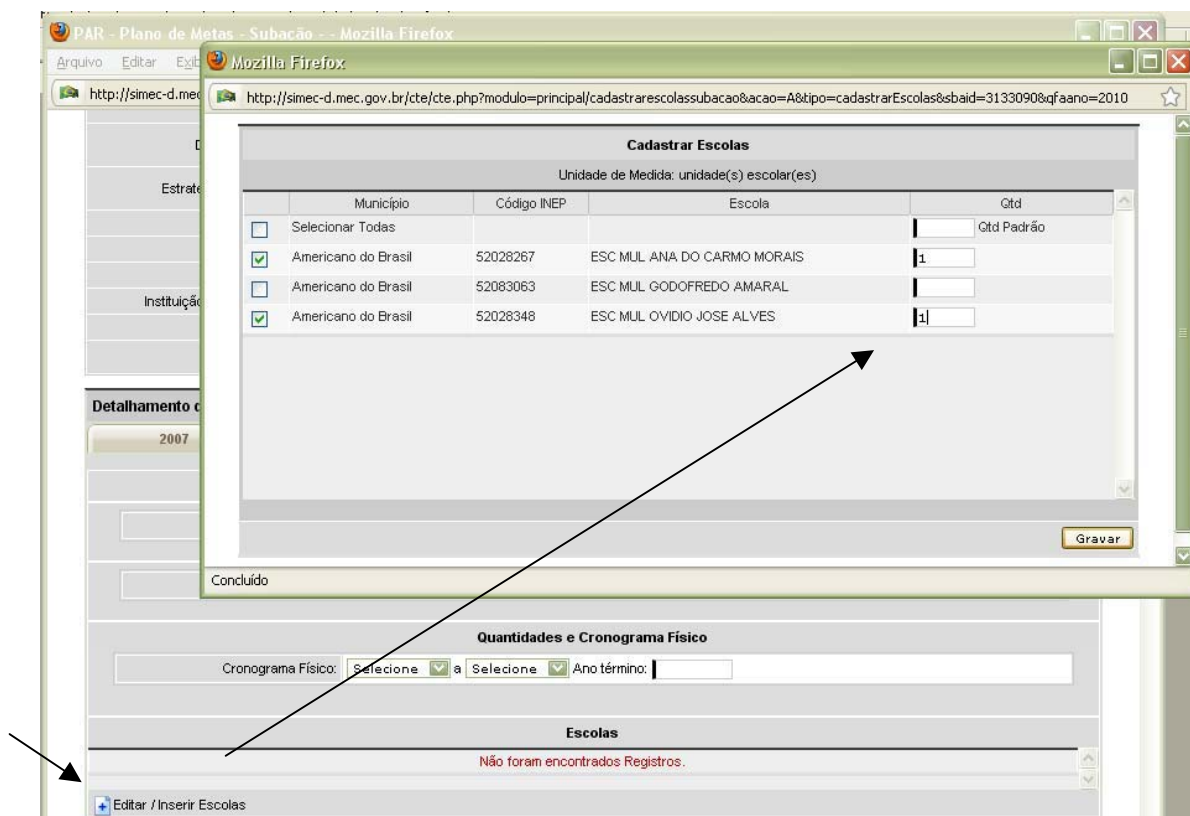 PAR - Plano de Metas - Subação - - Mozilla Firefox
Arquivo Editar
Mozilla Firefox
http://simec-d.mec
http://simec-d.mec.gov.br/cte/cte.php?modulo=principal/cadastrarescolassubacao&acao=A&tipo=cadastrarEscolas&sbaid=3133090&qfaano=2010
Cadastrar Escolas
Unidade de Medida: unidade(s) escolar(es)
Município Código INEP Escola Qtd
Selecionar Todas Qtd Padrão
Americano do Brasil 52028267 ESC MUL ANA DO CARMO MORAIS 1
Americano do Brasil 52083063 ESC MUL GODOFREDO AMARAL
Americano do Brasil 52028348 ESC MUL OVIDIO JOSE ALVES 1
Gravar
Concluído
Estraté
Instituição
Detalhamento
2007
Quantidades e Cronograma Físico
Cronograma Físico: Selecione a Selecione Ano término:
Escolas
Não foram encontrados Registros.
Editar / Inserir Escolas